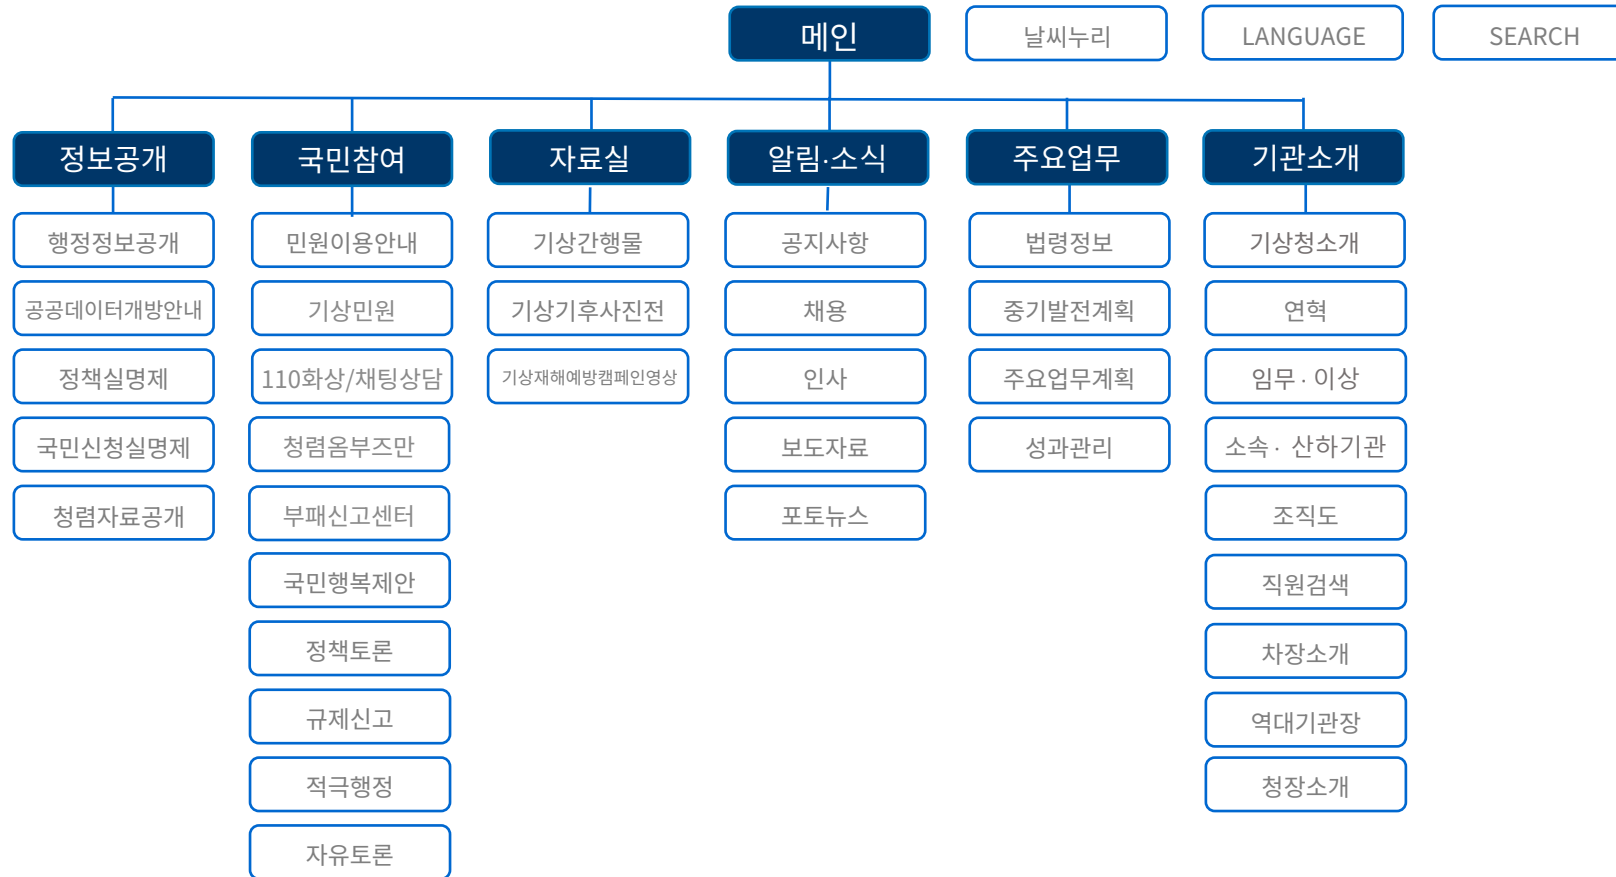 메인
날씨누리
LANGUAGE
SEARCH
정보공개
국민참여
자료실
알림·소식
주요업무
기관소개
행정정보공개
민원이용안내
기상간행물
공지사항
법령정보
기상청소개
공공데이터개방안내
기상민원
기상기후사진전
채용
중기발전계획
연혁
정책실명제
110화상/채팅상담
기상재해예방캠페인영상
인사
주요업무계획
임무·이상
국민신청실명제
청렴옴부즈만
보도자료
성과관리
소속· 산하기관
청렴자료공개
부패신고센터
포토뉴스
조직도
국민행복제안
직원검색
정책토론
차장소개
규제신고
역대기관장
적극행정
청장소개
자유토론